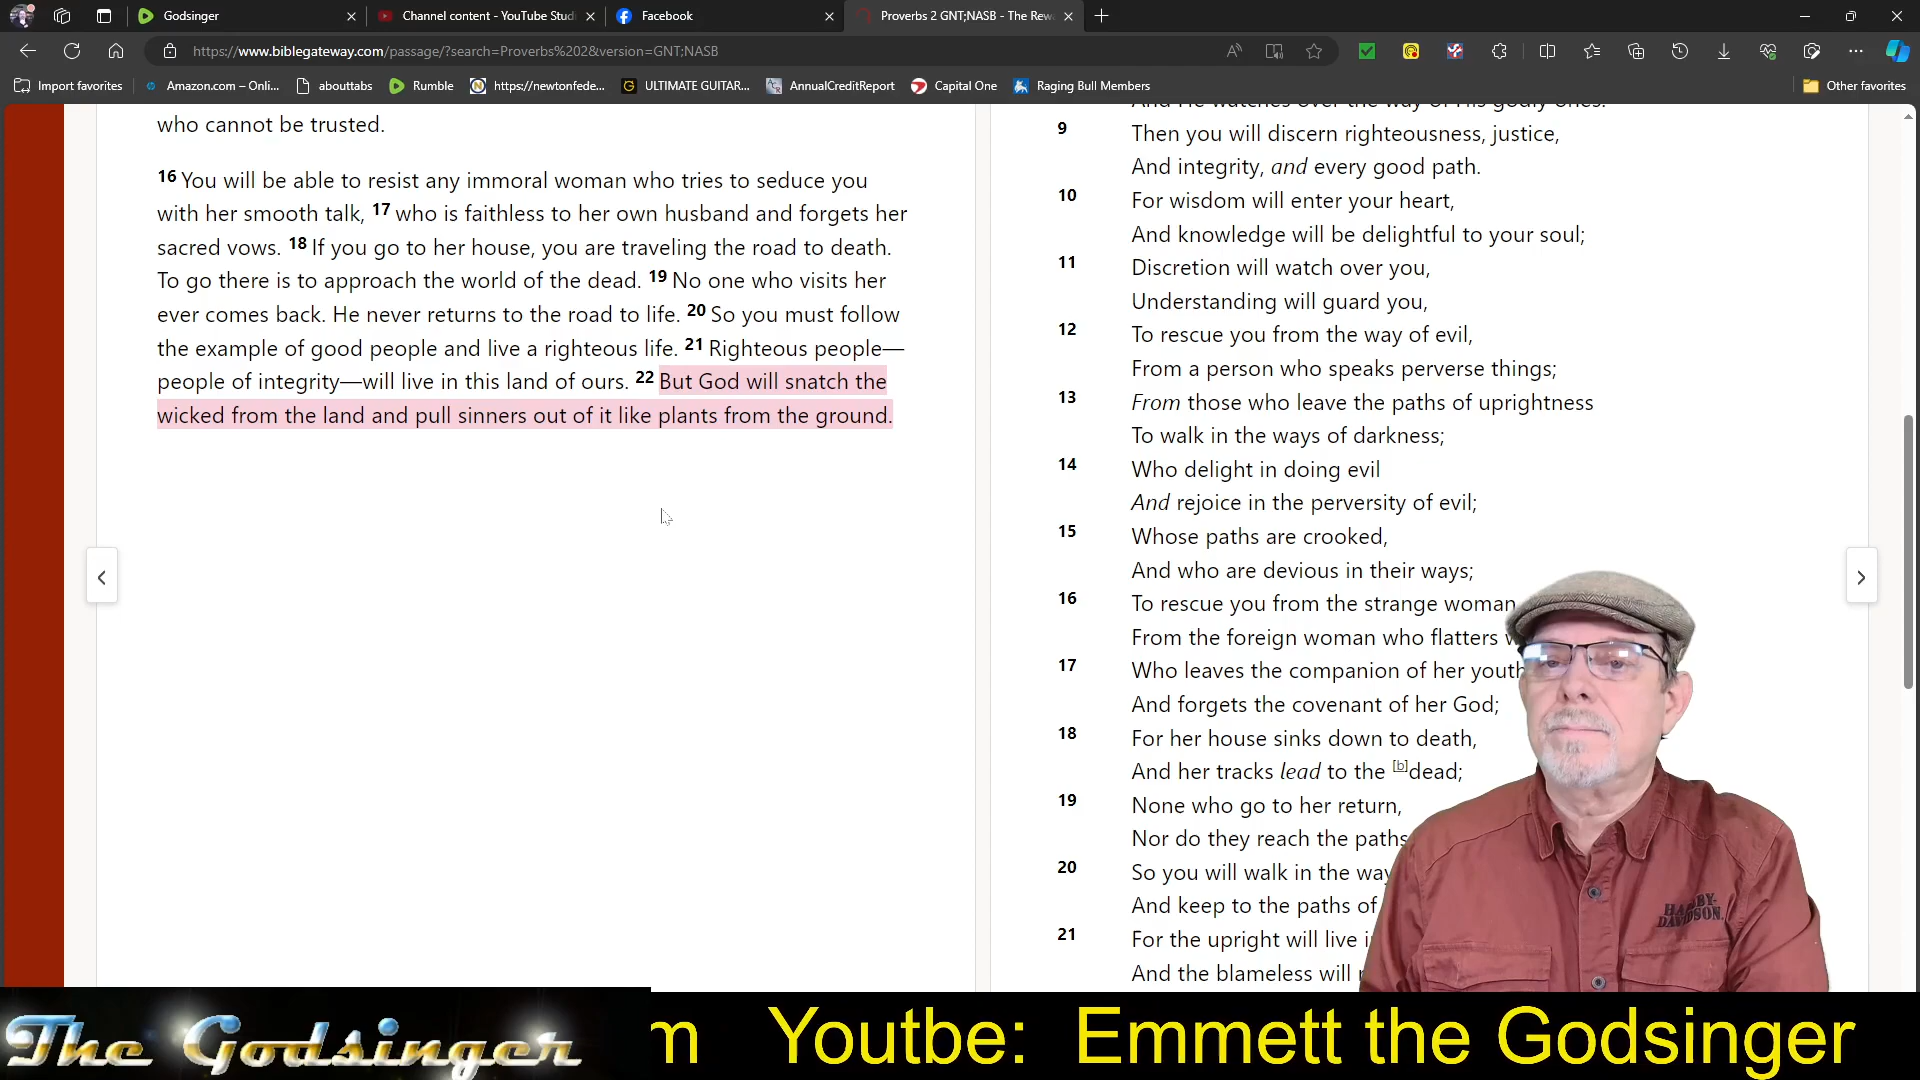 Godsinger
Channel content - YouTube Studi
Facebook
Proverbs 2 GNT;NASB - The Rew
https://www.biblegateway.com/passage/?search=Proverbs%202&version=GNT;NASB
Import favorites
Amazon.com – Onli...
abouttabs
Rumble
https://newtonfede...
ULTIMATE GUITAR...
AnnualCreditReport
Capital One
Raging Bull Members
Other favorites
who cannot be trusted.
16 You will be able to resist any immoral woman who tries to seduce you
with her smooth talk, 17 who is faithless to her own husband and forgets her
sacred vows. 18 If you go to her house, you are traveling the road to death.
To go there is to approach the world of the dead. 19 No one who visits her
ever comes back. He never returns to the road to life. 20 So you must follow
the example of good people and live a righteous life. 21 Righteous people—
people of integrity—will live in this land of ours. 22 But God will snatch the
wicked from the land and pull sinners out of it like plants from the ground.
And He watches over the way of His godly ones.
9 Then you will discern righteousness, justice,
And integrity, and every good path.
10 For wisdom will enter your heart,
And knowledge will be delightful to your soul;
11 Discretion will watch over you,
Understanding will guard you,
12 To rescue you from the way of evil,
From a person who speaks perverse things;
13 From those who leave the paths of uprightness
To walk in the ways of darkness;
14 Who delight in doing evil
And rejoice in the perversity of evil;
15 Whose paths are crooked,
And who are devious in their ways;
16 To rescue you from the strange woman
From the foreign woman who flatters
17 Who leaves the companion of her youth
And forgets the covenant of her God;
18 For her house sinks down to death,
And her tracks lead to the [b]dead;
19 None who go to her return,
Nor do they reach the paths
20 So you will walk in the way
And keep to the paths of
21 For the upright will live i
And the blameless will
HARLEY-
DAVIDSON.
The Godsinger
m Youtbe: Emmett the Godsinger